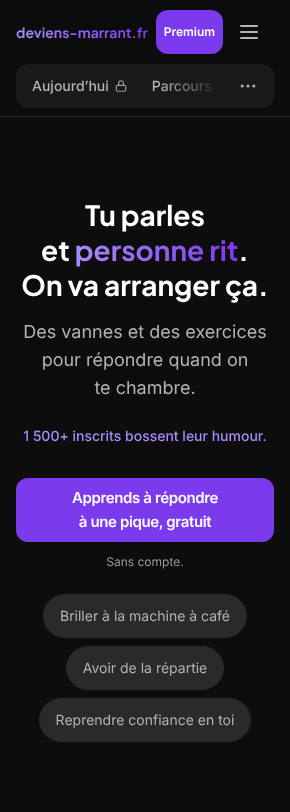 deviens-marrant.fr
Premium
Aujourd’hui
Parcours
Tu parles
et personne rit.
On va arranger ça.
Des vannes et des exercices
pour répondre quand on
te chambre.
1 500+ inscrits bossent leur humour.
Apprends à répondre
à une pique, gratuit
Sans compte.
Briller à la machine à café
Avoir de la répartie
Reprendre confiance en toi